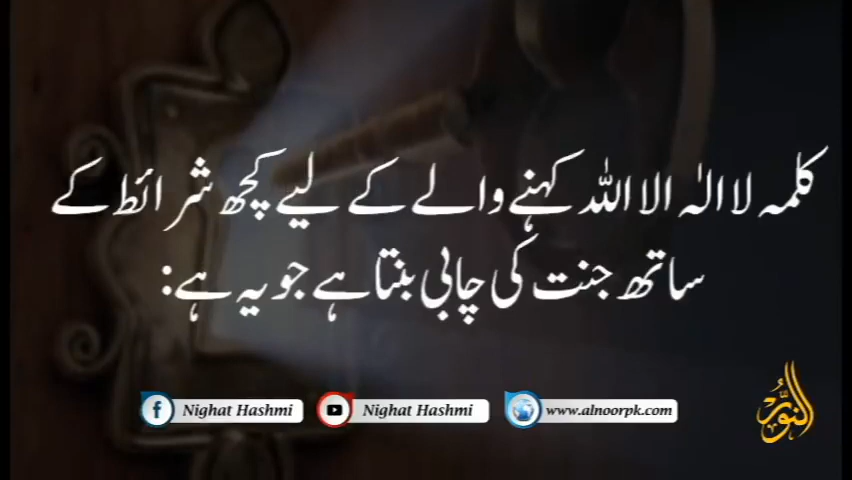 کلمہ لا الہٰ الا اللہ کہنے والے کے لیے کچھ شرائط کے
ساتھ جنت کی چابی بنتا ہے جو یہ ہے:
Nighat Hashmi
Nighat Hashmi
www.alnoorpk.com
النور